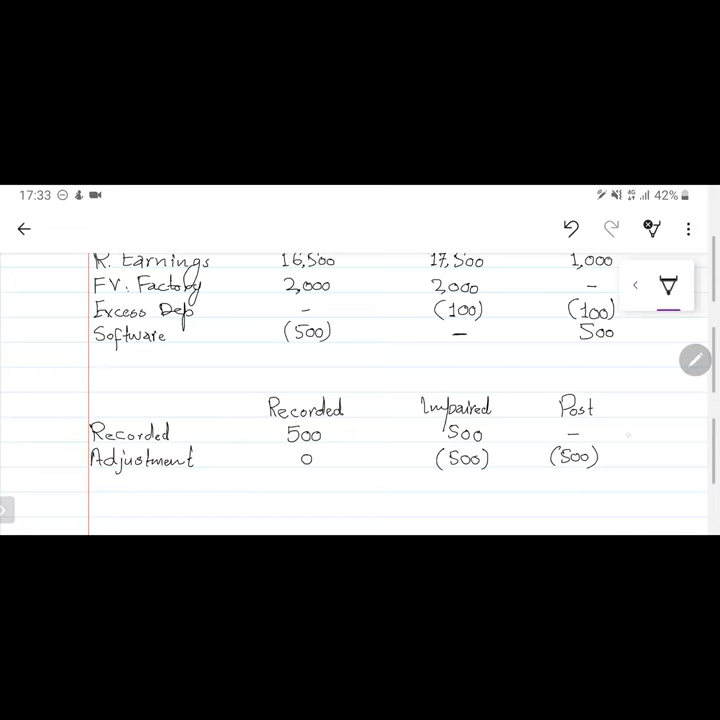 17:33 42%
R. Earnings 16,500 17,500 1,000
FV: Factory 2,000 2,000 -
Excess Dep - (100) (100)
Software (500) - 500
Recorded Impaired Post
Recorded 500 500 -
Adjustment 0 (500) (500)